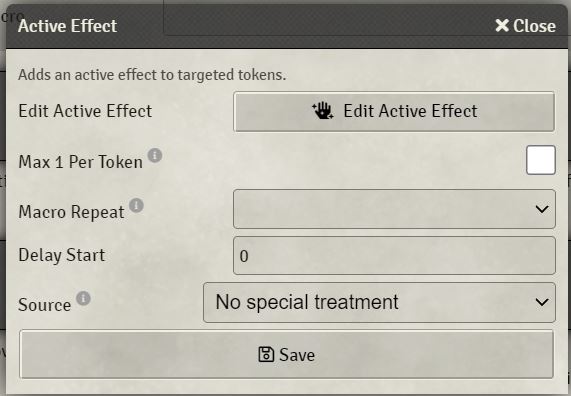 Active Effect
Close
Adds an active effect to targeted tokens.
Edit Active Effect
Edit Active Effect
Max 1 Per Token
Macro Repeat
Delay Start
0
Source
No special treatment
Save